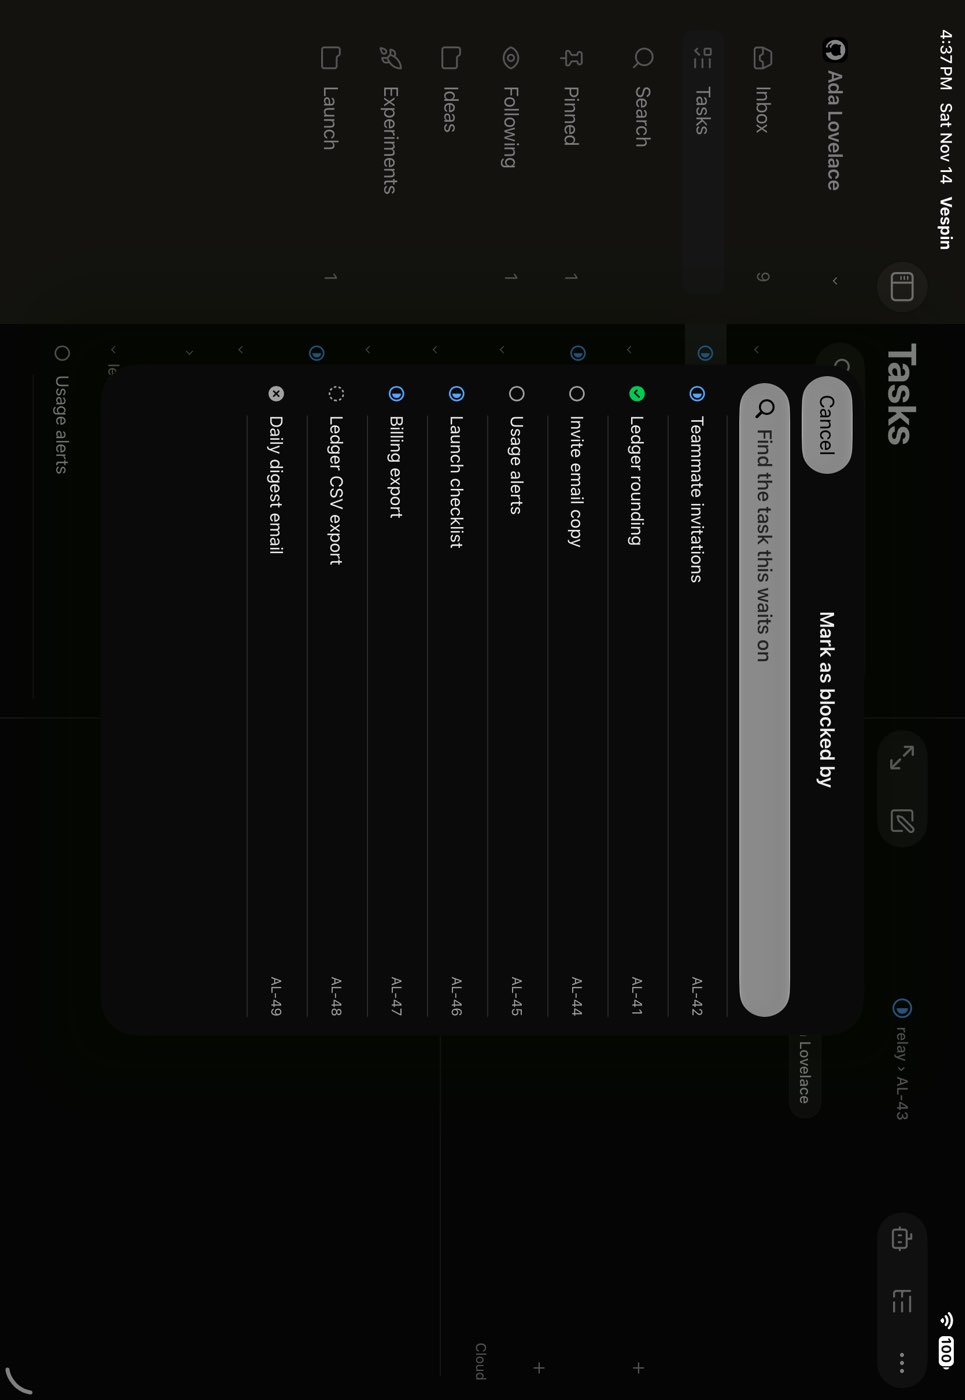 4:37 PM Sat Nov 14 Vespin
100
Tasks
relay › AL-43
Ada Lovelace
Inbox 9
Tasks
Search
Pinned 1
Following 1
Ideas
Experiments
Launch 1
Cancel
Mark as blocked by
Find the task this waits on
Teammate invitations AL-42
Ledger rounding AL-41
Invite email copy AL-44
Usage alerts AL-45
Launch checklist AL-46
Billing export AL-47
Ledger CSV export AL-48
Daily digest email AL-49
Lovelace
Cloud
Usage alerts